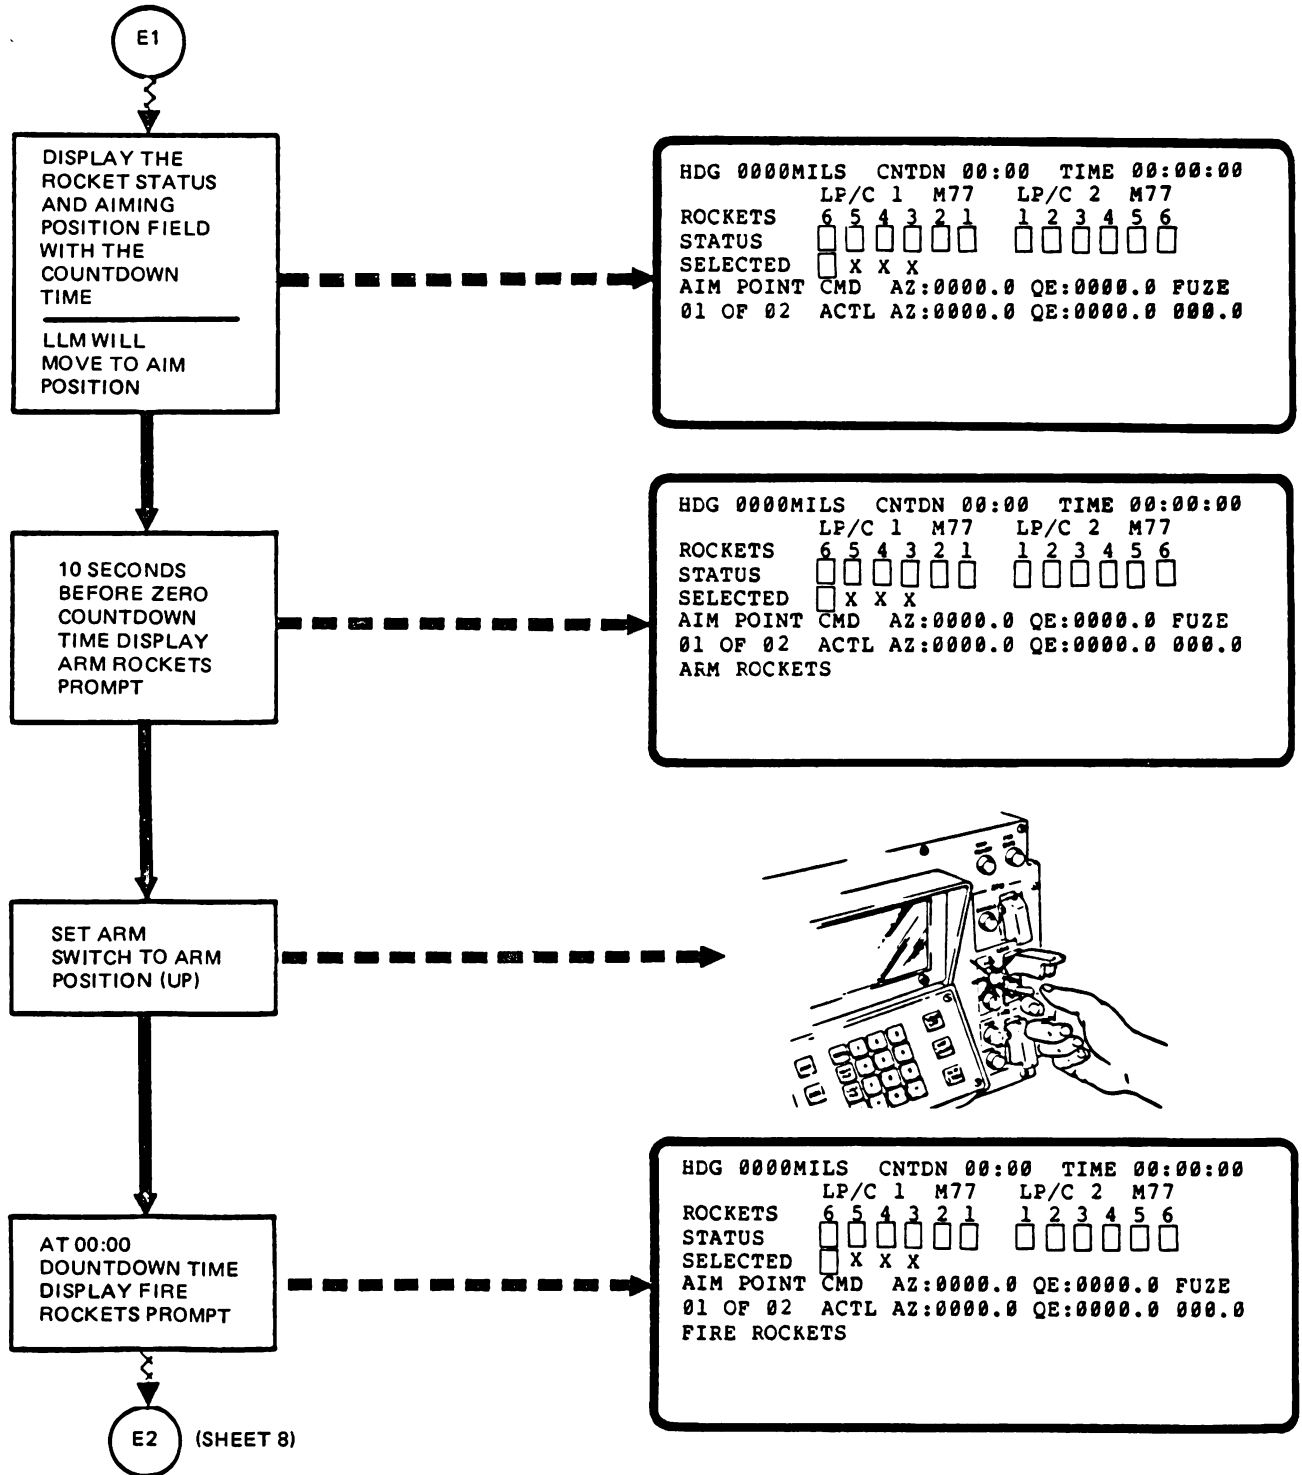 E1
DISPLAY THE
ROCKET STATUS
AND AIMING
POSITION FIELD
WITH THE
COUNTDOWN
TIME
LLM WILL
MOVE TO AIM
POSITION
HDG 0000MILS CNTDN 00:00 TIME 00:00:00
LP/C 1 M77 LP/C 2 M77
ROCKETS 6 5 4 3 2 1 1 2 3 4 5 6
STATUS
SELECTED X X X
AIM POINT CMD AZ:0000.0 QE:0000.0 FUZE
01 OF 02 ACTL AZ:0000.0 QE:0000.0 000.0
10 SECONDS
BEFORE ZERO
COUNTDOWN
TIME DISPLAY
ARM ROCKETS
PROMPT
HDG 0000MILS CNTDN 00:00 TIME 00:00:00
LP/C 1 M77 LP/C 2 M77
ROCKETS 6 5 4 3 2 1 1 2 3 4 5 6
STATUS
SELECTED X X X
AIM POINT CMD AZ:0000.0 QE:0000.0 FUZE
01 OF 02 ACTL AZ:0000.0 QE:0000.0 000.0
ARM ROCKETS
SET ARM
SWITCH TO ARM
POSITION (UP)
AT 00:00
DOUNTDOWN TIME
DISPLAY FIRE
ROCKETS PROMPT
HDG 0000MILS CNTDN 00:00 TIME 00:00:00
LP/C 1 M77 LP/C 2 M77
ROCKETS 6 5 4 3 2 1 1 2 3 4 5 6
STATUS
SELECTED X X X
AIM POINT CMD AZ:0000.0 QE:0000.0 FUZE
01 OF 02 ACTL AZ:0000.0 QE:0000.0 000.0
FIRE ROCKETS
E2 (SHEET 8)